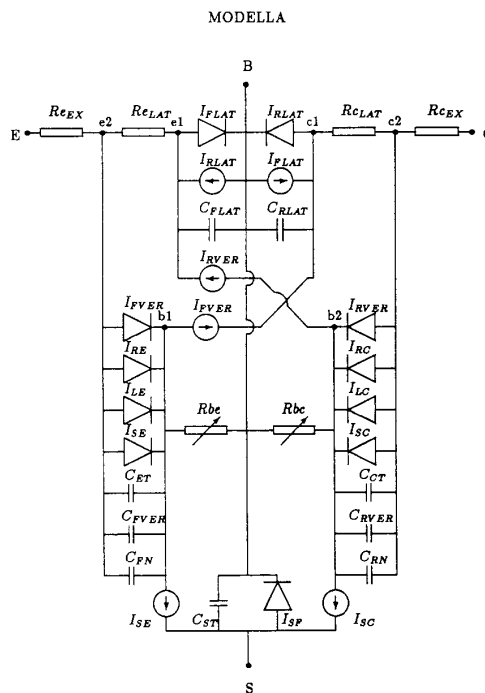 MODELLA
B
Re_EX Re_LAT I_FLAT I_RLAT Rc_LAT Rc_EX
e2 e1 c1 c2
E
I_RLAT I_FLAT
C_FLAT C_RLAT
I_RVER
I_FVER b1 I_FVER b2 I_RVER
I_RE I_RC
I_LE I_LC
Rbe Rbc
I_SE I_SC
C_ET C_CT
C_FVER C_RVER
C_FN C_RN
I_SE C_ST I_SF I_SC
S